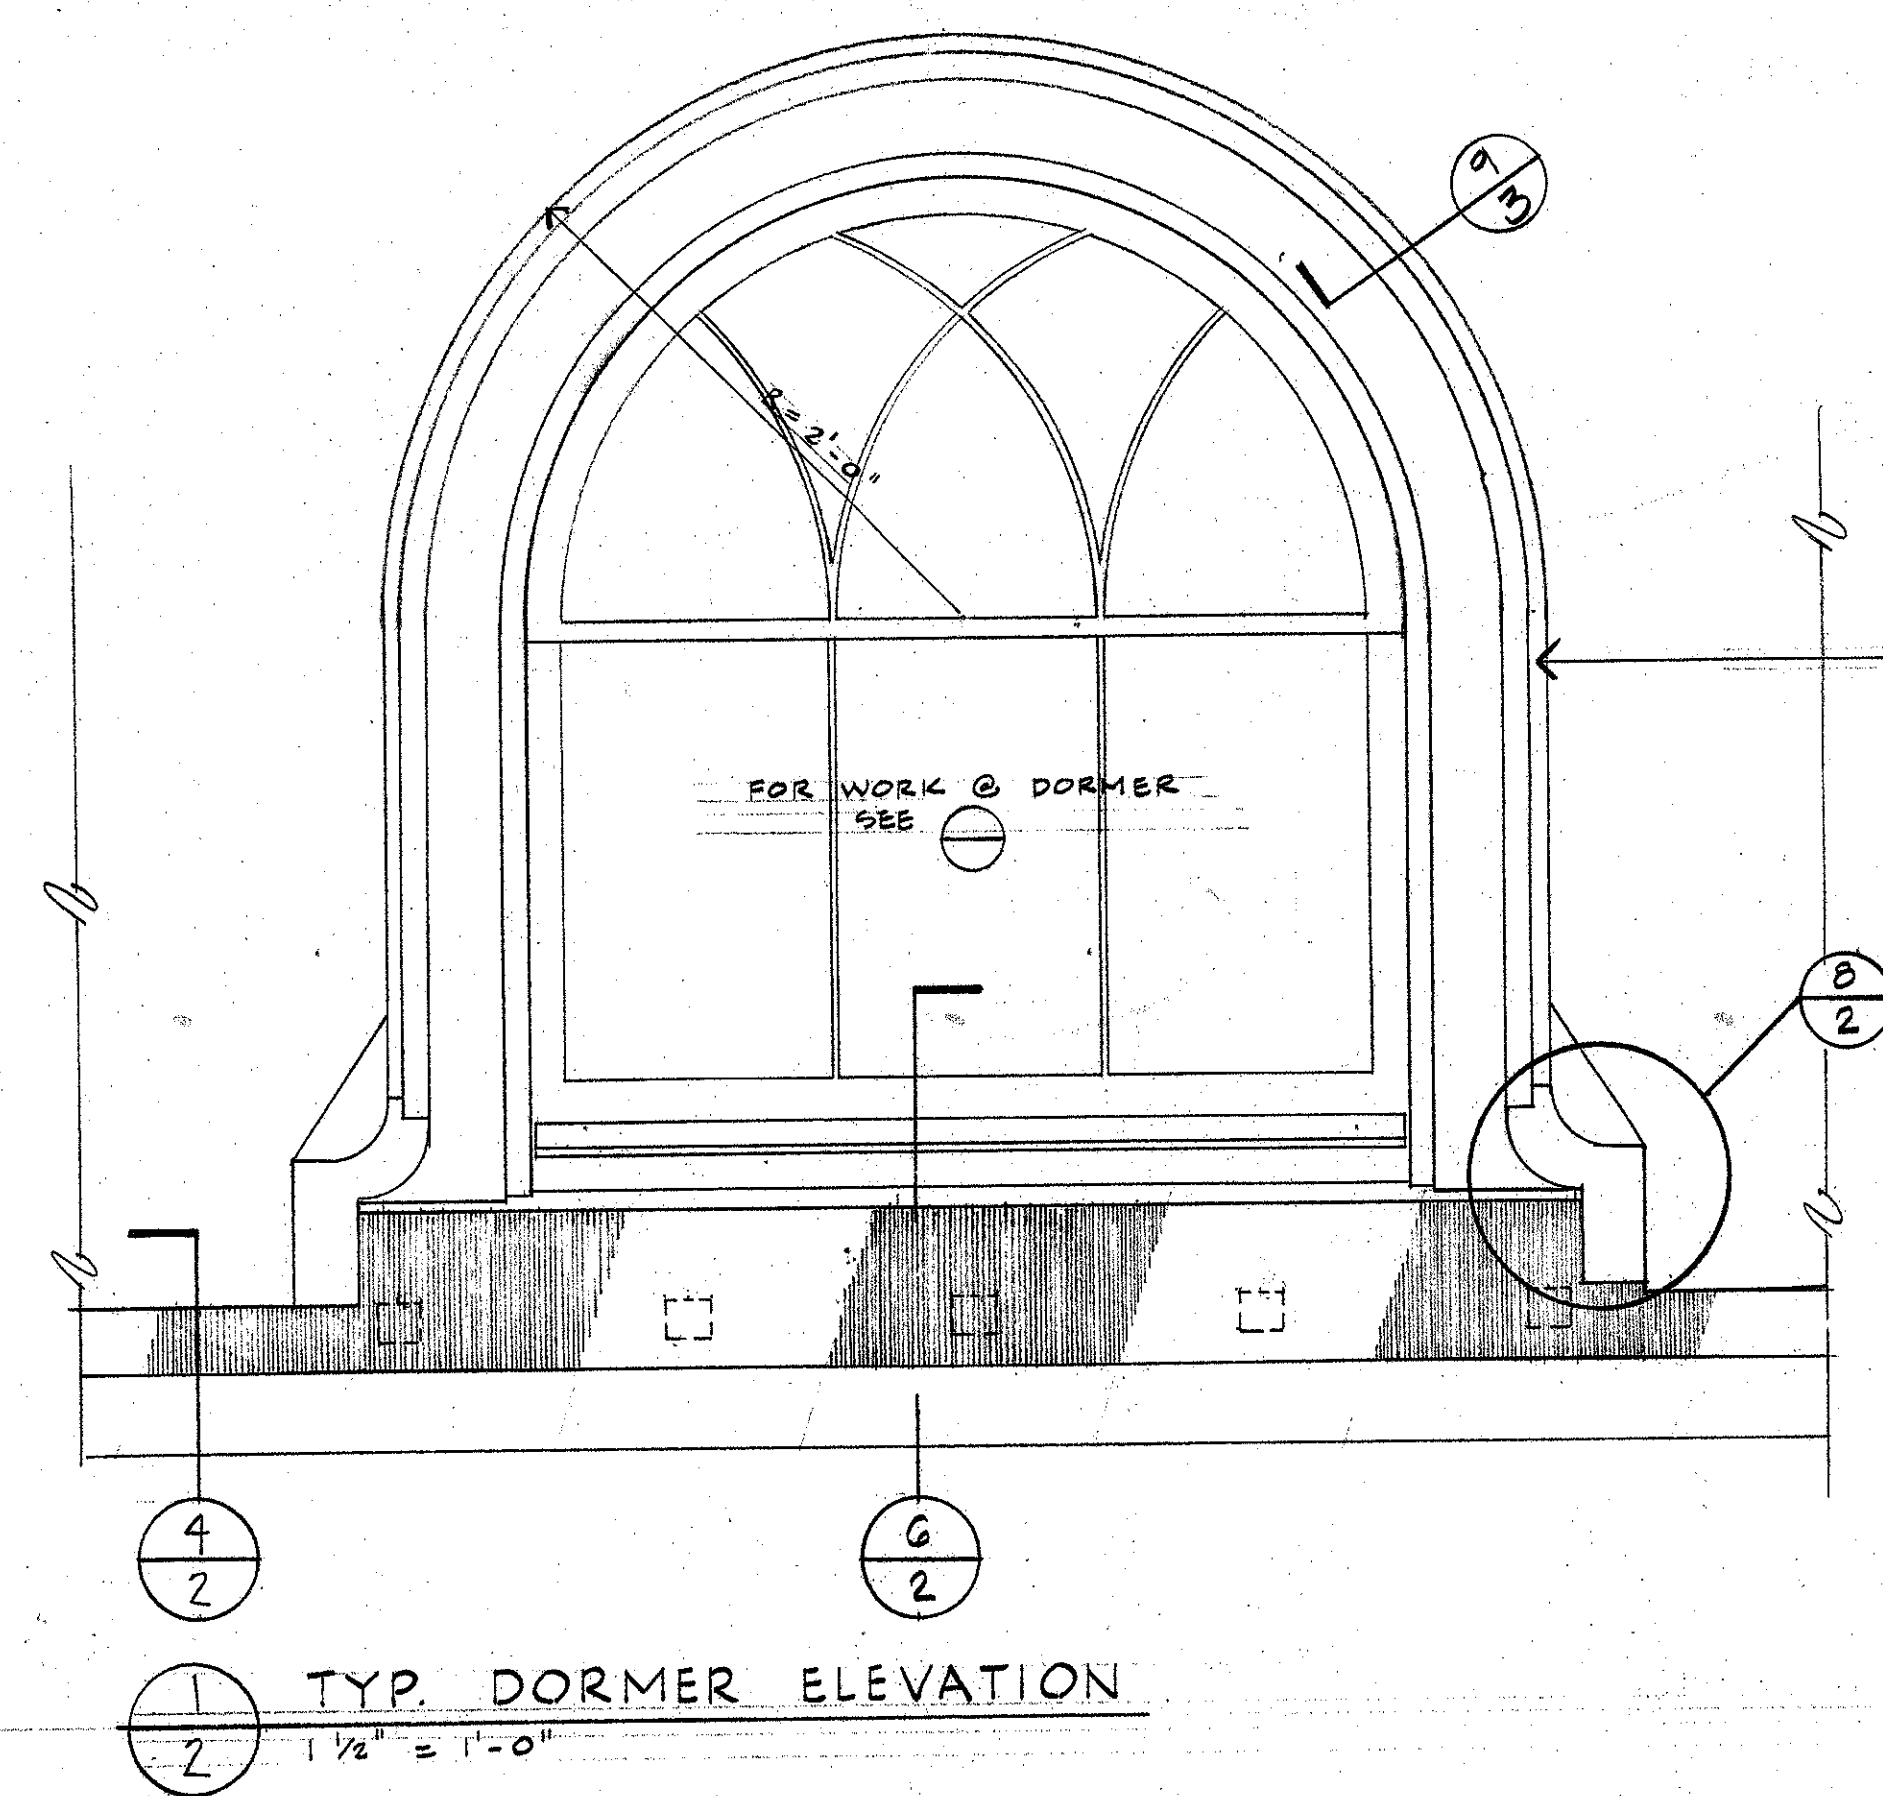 9
3
R = 2'-0"
FOR WORK @ DORMER
SEE
8
2
4
2
6
2
1
2
TYP. DORMER ELEVATION
1 1/2" = 1'-0"